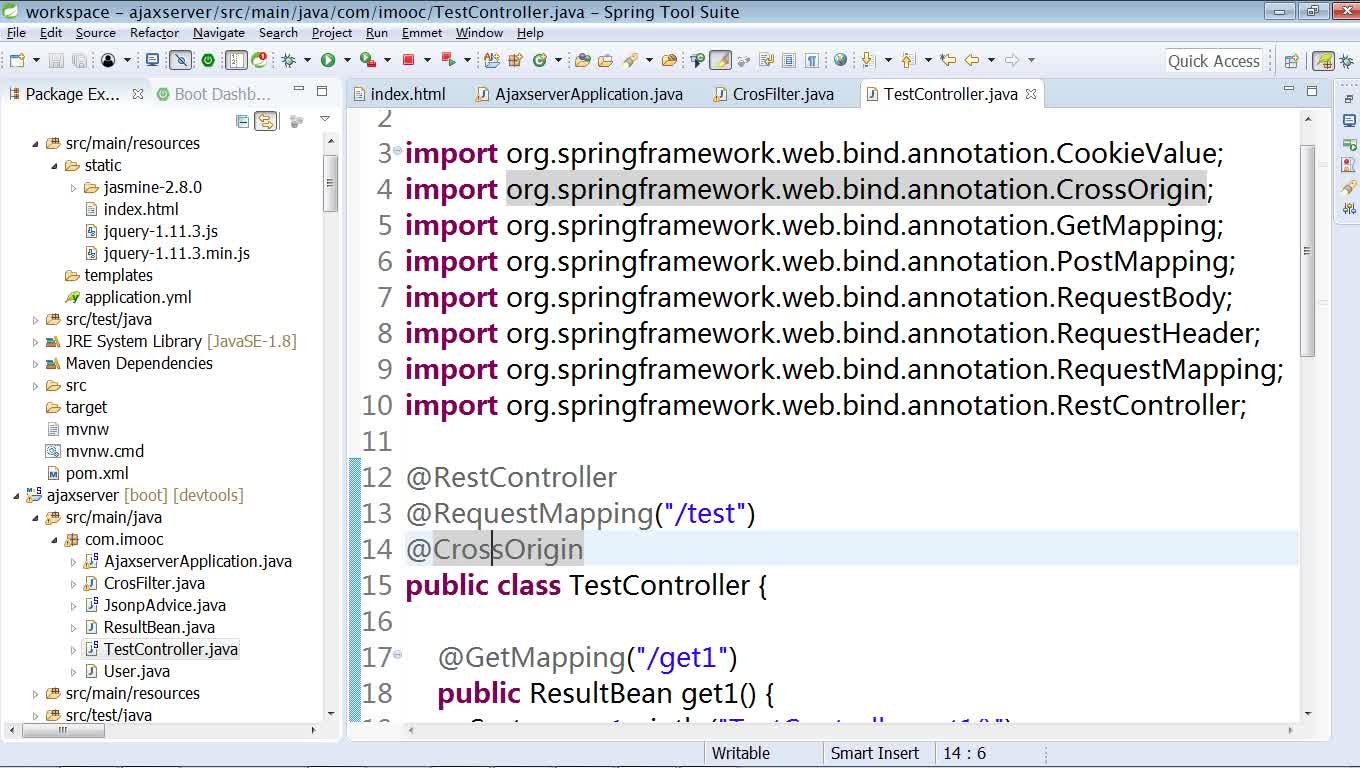 workspace - ajaxserver/src/main/java/com/imooc/TestController.java - Spring Tool Suite
File Edit Source Refactor Navigate Search Project Run Emmet Window Help
Quick Access
Package Ex... Boot Dashb...
index.html AjaxserverApplication.java CrosFilter.java TestController.java
src/main/resources
static
jasmine-2.8.0
index.html
jquery-1.11.3.js
jquery-1.11.3.min.js
templates
application.yml
src/test/java
JRE System Library [JavaSE-1.8]
Maven Dependencies
src
target
mvnw
mvnw.cmd
pom.xml
ajaxserver [boot] [devtools]
src/main/java
com.imooc
AjaxserverApplication.java
CrosFilter.java
JsonpAdvice.java
ResultBean.java
TestController.java
User.java
src/main/resources
src/test/java
2
3 import org.springframework.web.bind.annotation.CookieValue;
4 import org.springframework.web.bind.annotation.CrossOrigin;
5 import org.springframework.web.bind.annotation.GetMapping;
6 import org.springframework.web.bind.annotation.PostMapping;
7 import org.springframework.web.bind.annotation.RequestBody;
8 import org.springframework.web.bind.annotation.RequestHeader;
9 import org.springframework.web.bind.annotation.RequestMapping;
10 import org.springframework.web.bind.annotation.RestController;
11
12 @RestController
13 @RequestMapping("/test")
14 @CrossOrigin
15 public class TestController {
16
17 @GetMapping("/get1")
18 public ResultBean get1() {
Writable Smart Insert 14 : 6